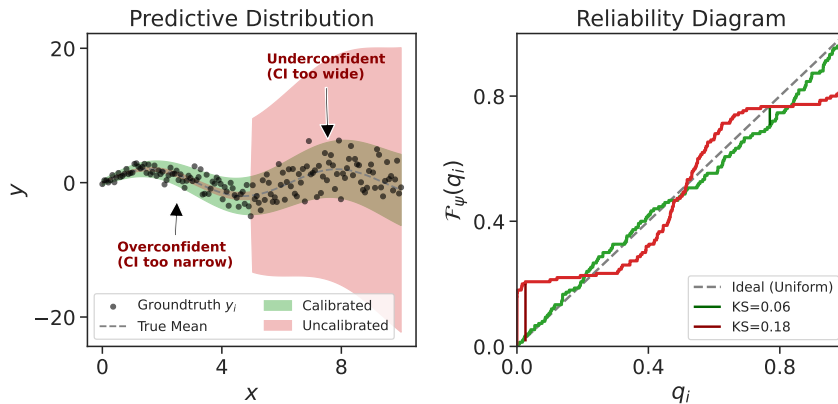 Predictive Distribution
20
0
−20
y
0
4
8
x
Underconfident
(CI too wide)
Overconfident
(CI too narrow)
Groundtruth yᵢ
True Mean
Calibrated
Uncalibrated
Reliability Diagram
0.8
0.4
0.0
𝓕ψ(qᵢ)
0.0
0.4
0.8
qᵢ
Ideal (Uniform)
KS=0.06
KS=0.18